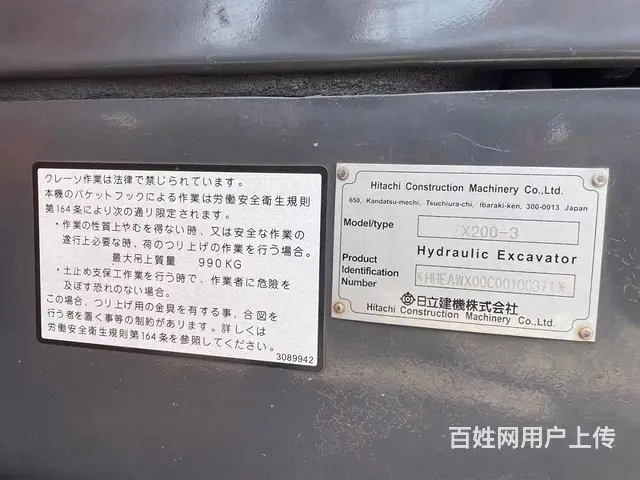 クレーン作業は法律で禁じられています。
本機のバケットフックによる作業は労働安全衛生規則
第164条により次の通り限定されます。
・作業の性質上やむを得ない時、又は安全な作業の
遂行上必要な時、荷のつり上げの作業を行う場合。
最大吊上質量 990KG
・土止め支保工作業を行う時で、作業者に危険を
及ぼす恐れのない場合。
この場合、つり上げ用の金具を有する事、合図を
行う者を置く事等の制約があります。詳しくは
労働安全衛生規則第164条を参照してください。
3089942
Hitachi Construction Machinery Co.,Ltd.
650, Kandatsu-machi, Tsuchiura-chi, Ibaraki-ken, 300-0013 Japan
Model/type ZX200-3
Hydraulic Excavator
Product
Identification
Number
*HHEAWX00C00100371*
日立建機株式会社
Hitachi Construction Machinery Co., Ltd.
百姓网用户上传